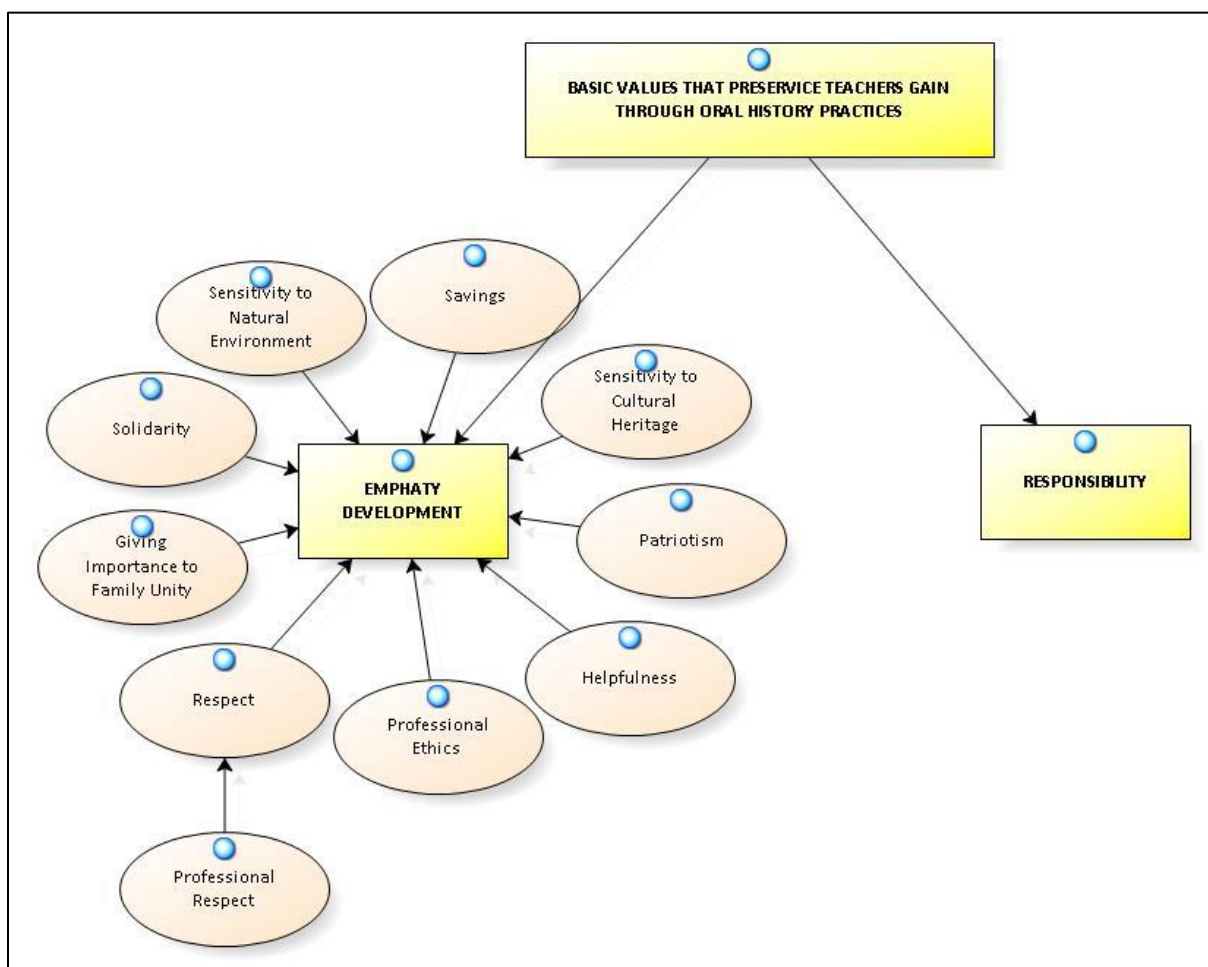 BASIC VALUES THAT PRESERVICE TEACHERS GAIN
THROUGH ORAL HISTORY PRACTICES
Sensitivity to
Natural
Environment
Savings
Sensitivity to
Cultural
Heritage
Solidarity
EMPHATY
DEVELOPMENT
RESPONSIBILITY
Giving
Importance to
Family Unity
Patriotism
Respect
Professional
Ethics
Helpfulness
Professional
Respect